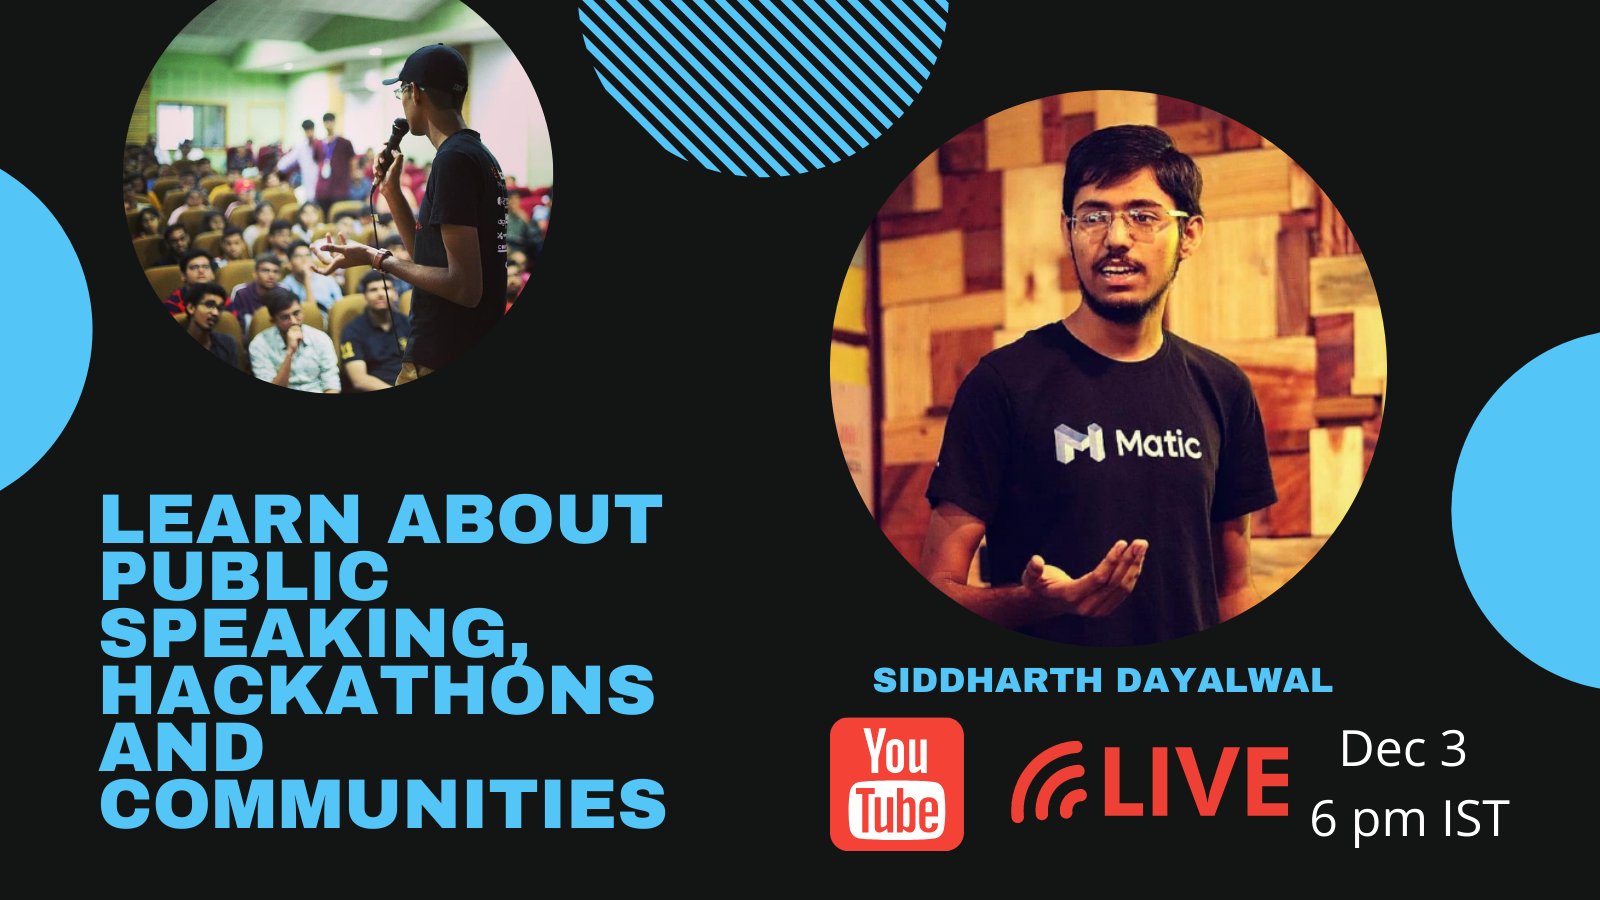 LEARN ABOUT
PUBLIC
SPEAKING,
HACKATHONS
AND
COMMUNITIES
Matic
SIDDHARTH DAYALWAL
You
Tube
LIVE
Dec 3
6 pm IST